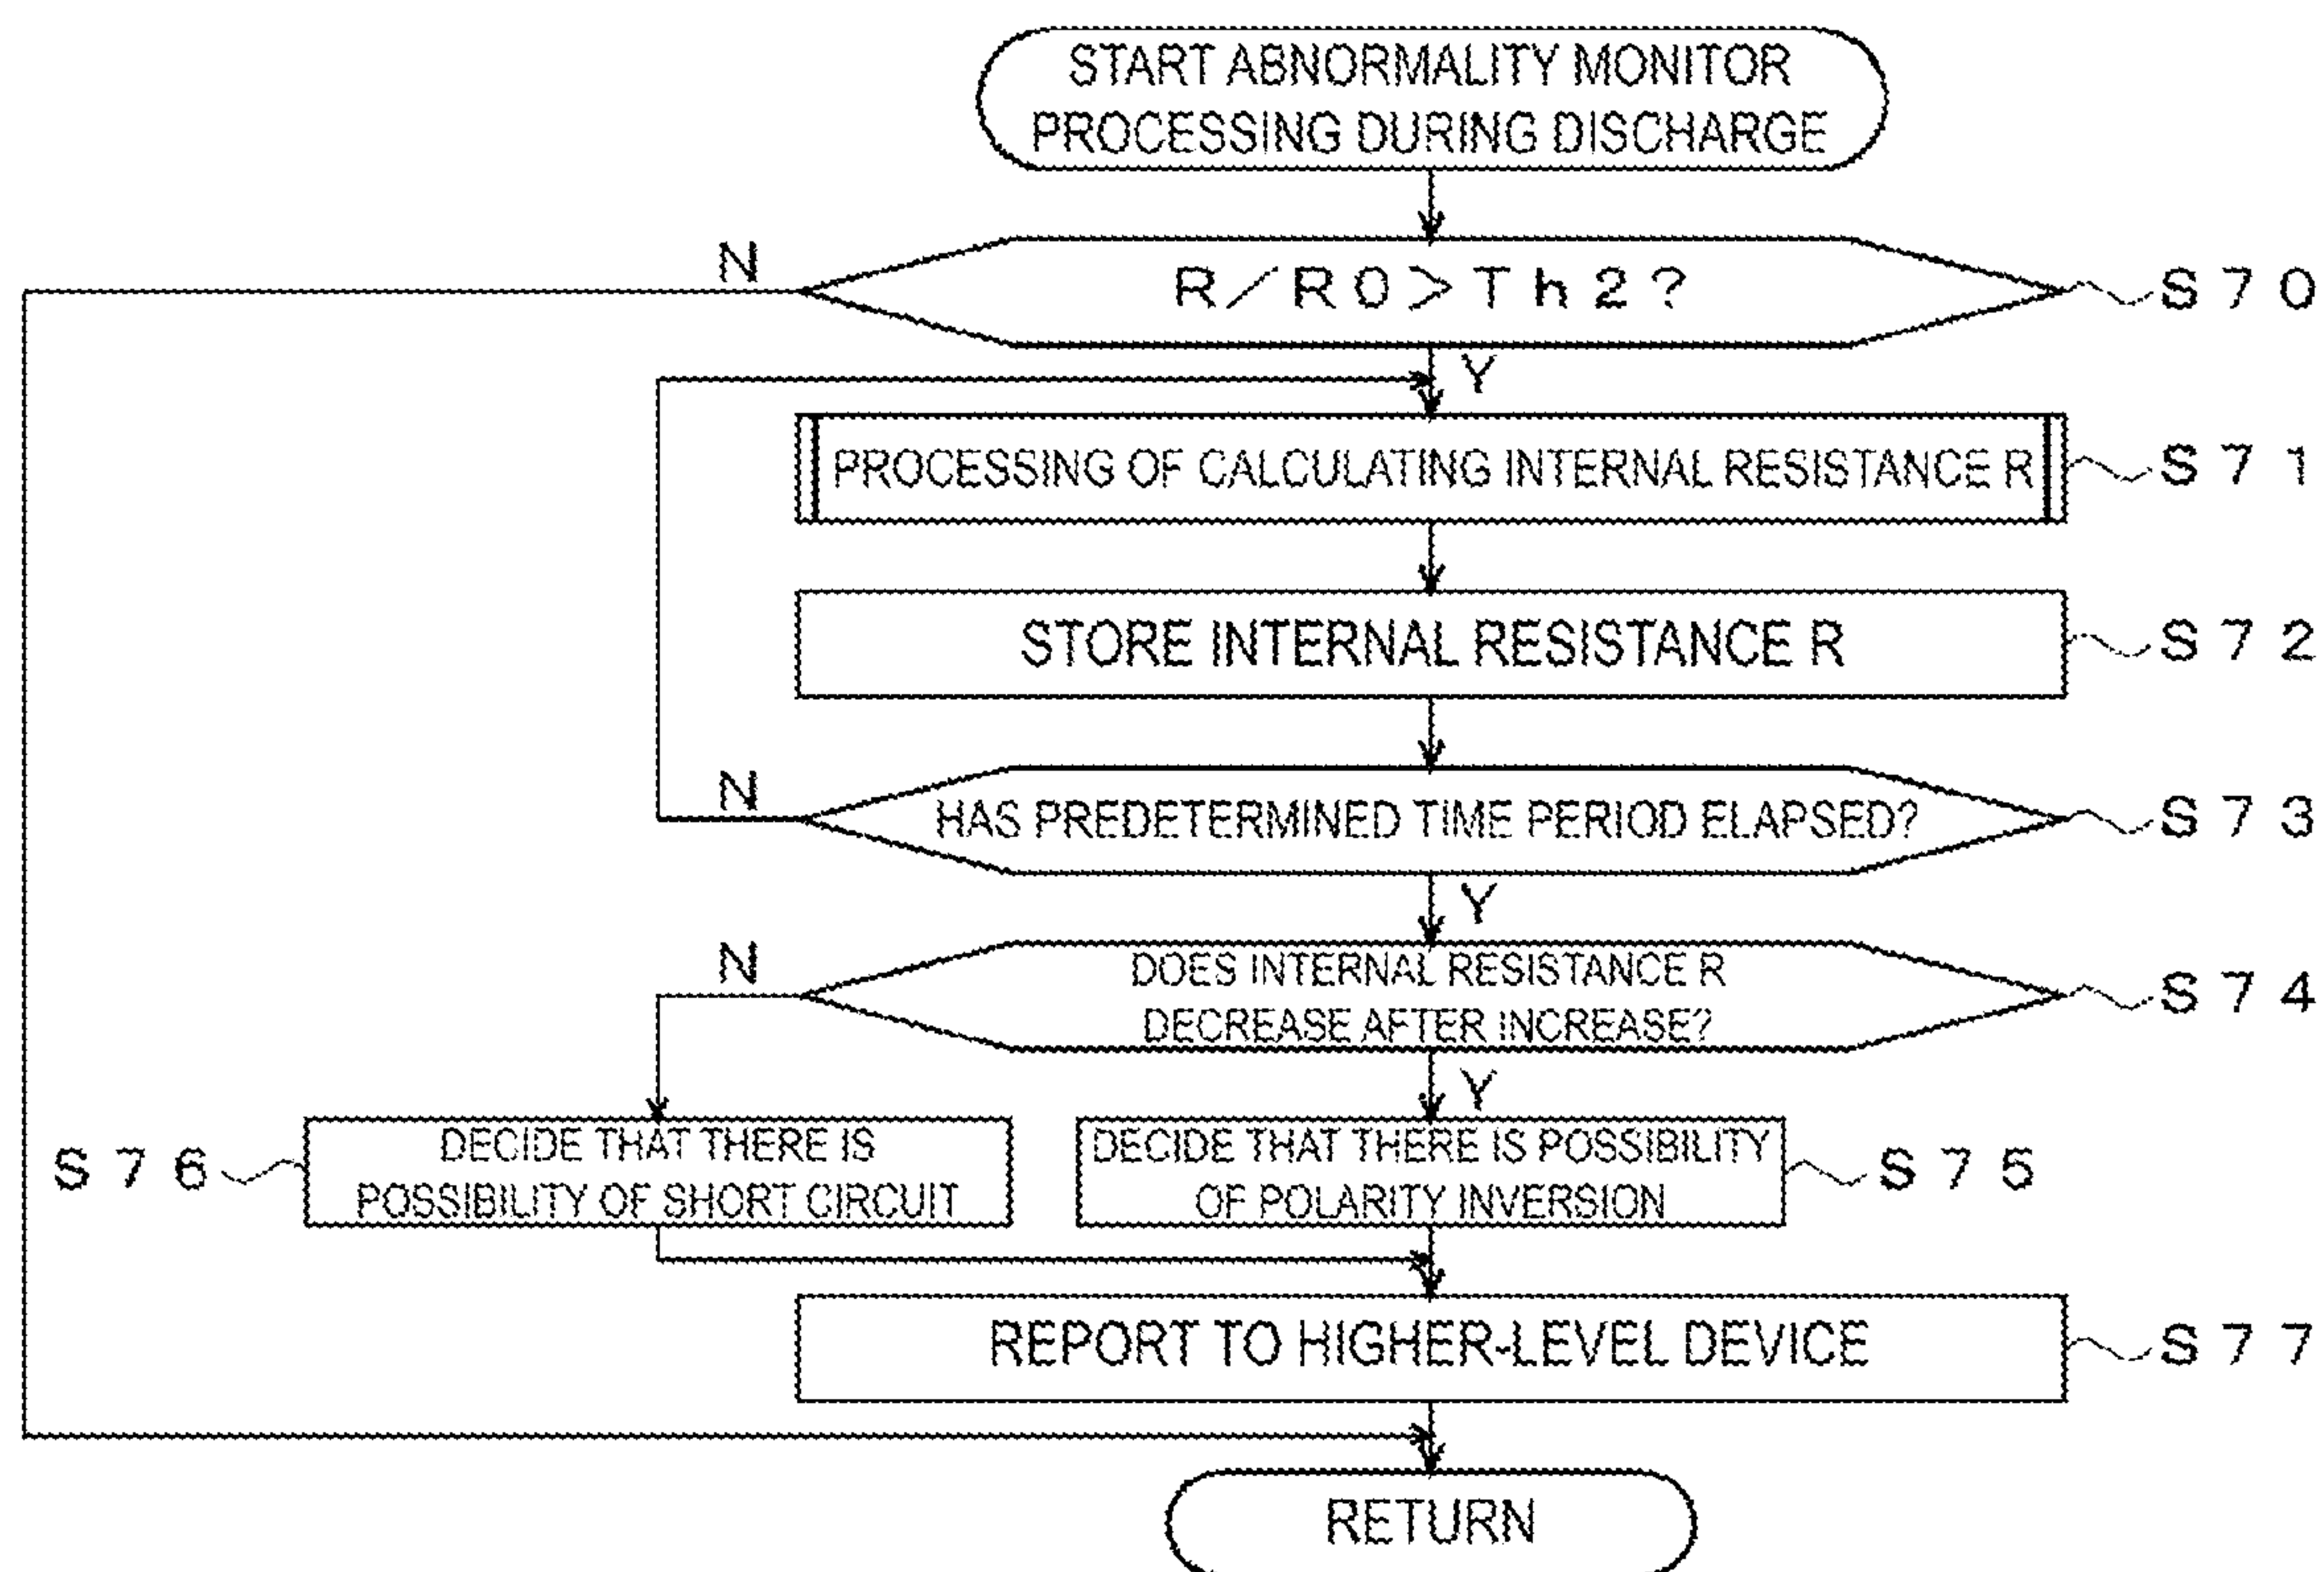 START ABNORMALITY MONITOR
PROCESSING DURING DISCHARGE
N
R/R0>Th2?
S70
Y
PROCESSING OF CALCULATING INTERNAL RESISTANCE R
S71
STORE INTERNAL RESISTANCE R
S72
N
HAS PREDETERMINED TIME PERIOD ELAPSED?
S73
Y
N
DOES INTERNAL RESISTANCE R
DECREASE AFTER INCREASE?
S74
Y
S76
DECIDE THAT THERE IS
POSSIBILITY OF SHORT CIRCUIT
DECIDE THAT THERE IS POSSIBILITY
OF POLARITY INVERSION
S75
REPORT TO HIGHER-LEVEL DEVICE
S77
RETURN